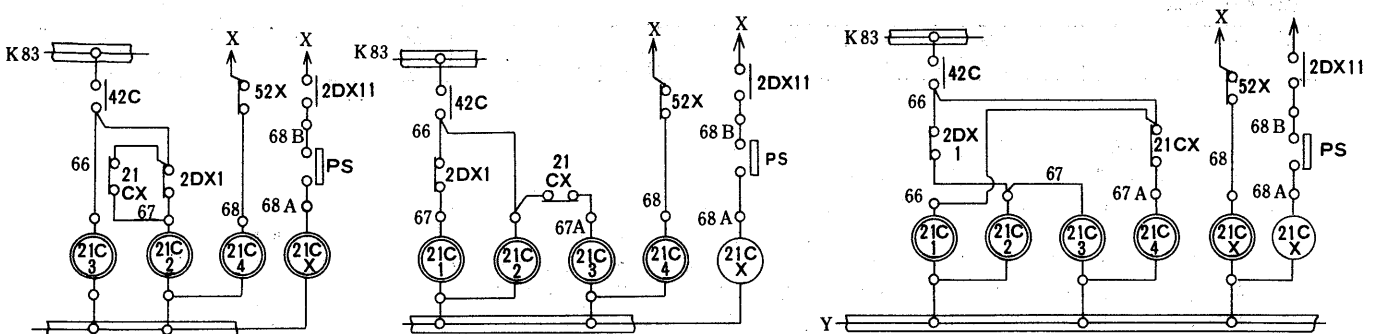 K83
X
X
42C
52X
2DX11
66
21
CX
2DX1
68B
PS
67
68
68A
21C
3
21C
2
21C
4
21C
X
K83
X
X
42C
52X
2DX11
66
68B
2DX1
21
CX
PS
67
67A
68
68A
21C
1
21C
2
21C
3
21C
4
21C
X
K83
X
42C
52X
2DX11
66
68B
2DX
1
21CX
PS
67
68
66
67A
68A
21C
1
21C
2
21C
3
21C
4
21C
X
21C
X
Y